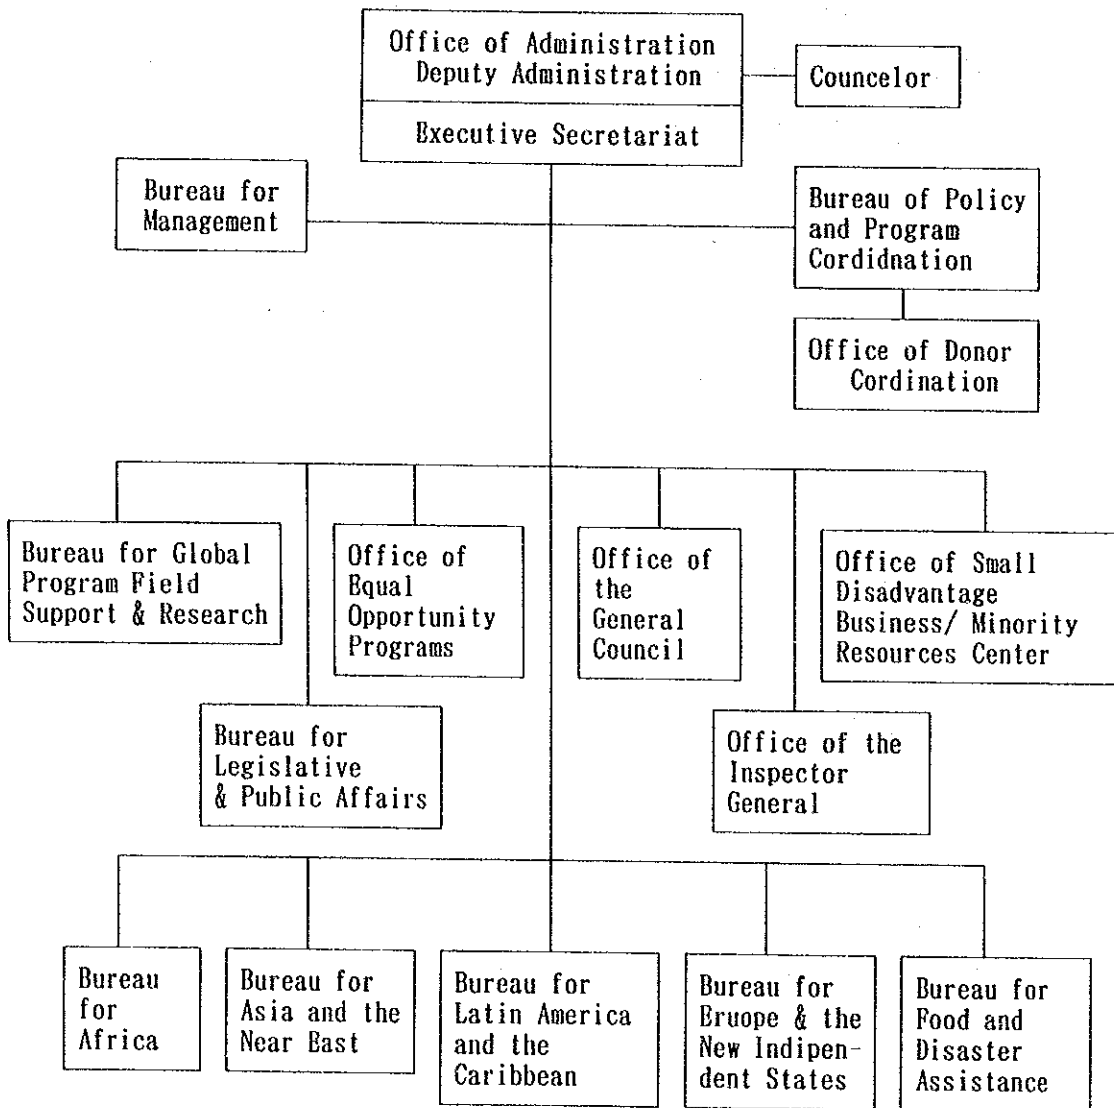 Office of Administration
Deputy Administration
Executive Secretariat
Councelor
Bureau for
Management
Bureau of Policy
and Program
Cordidnation
Office of Donor
Cordination
Bureau for Global
Program Field
Support & Research
Office of
Equal
Opportunity
Programs
Office of
the
General
Council
Office of Small
Disadvantage
Business/ Minority
Resources Center
Bureau for
Legislative
& Public Affairs
Office of the
Inspector
General
Bureau
for
Africa
Bureau for
Asia and the
Near East
Bureau for
Latin America
and the
Caribbean
Bureau for
Eruope & the
New Indipen-
dent States
Bureau for
Food and
Disaster
Assistance